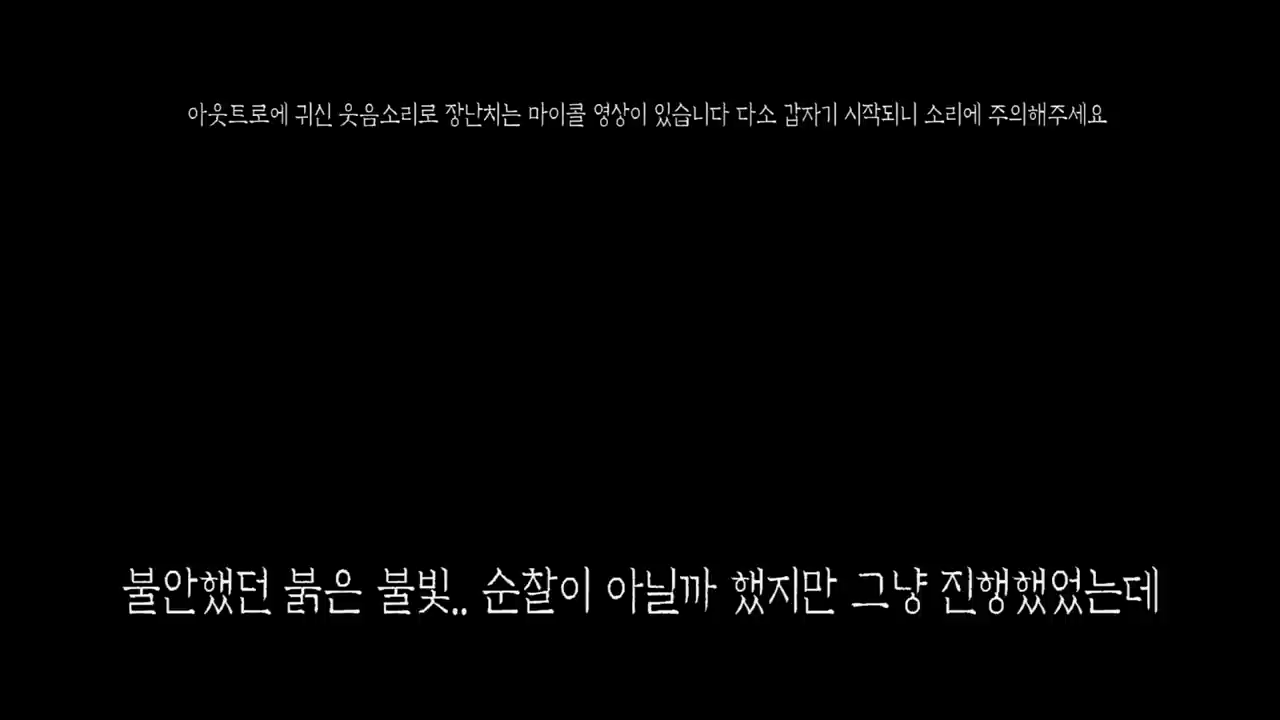 아웃트로에 귀신 웃음소리로 장난치는 마이콜 영상이 있습니다 다소 갑자기 시작되니 소리에 주의해주세요
불안했던 붉은 불빛.. 순찰이 아닐까 했지만 그냥 진행했었는데